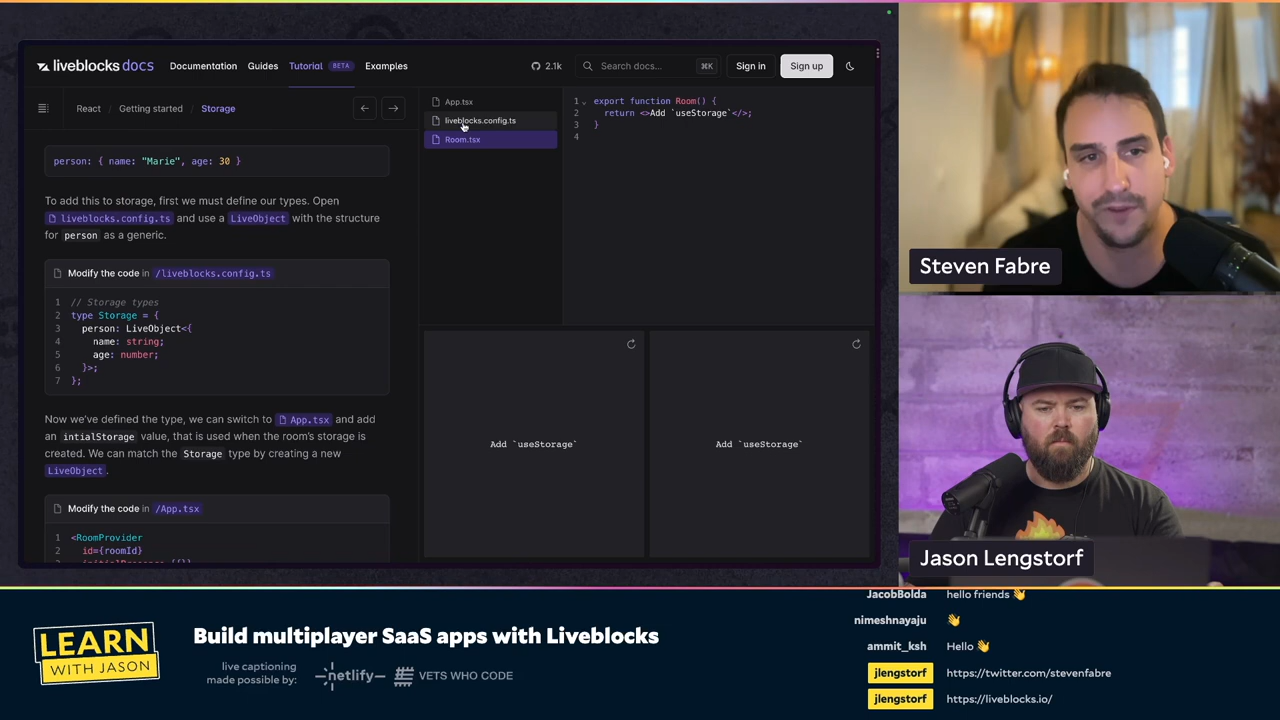 liveblocks docs
Documentation
Guides
Tutorial
BETA
Examples
2.1k
Search docs...
⌘K
Sign in
Sign up
React / Getting started / Storage
person: { name: "Marie", age: 30 }
To add this to storage, first we must define our types. Open
liveblocks.config.ts and use a LiveObject with the structure
for person as a generic.
Modify the code in /liveblocks.config.ts
1 // Storage types
2 type Storage = {
3 person: LiveObject<{
4 name: string;
5 age: number;
6 }>;
7 };
Now we've defined the type, we can switch to App.tsx and add
an intialStorage value, that is used when the room's storage is
created. We can match the Storage type by creating a new
LiveObject.
Modify the code in /App.tsx
1 <RoomProvider
2 id={roomId}
App.tsx
liveblocks.config.ts
Room.tsx
1 export function Room() {
2 return <>Add `useStorage`</>;
3 }
4
Add `useStorage`
Add `useStorage`
Steven Fabre
Jason Lengstorf
LEARN
WITH JASON
Build multiplayer SaaS apps with Liveblocks
live captioning
made possible by:
netlify
VETS WHO CODE
JacobBolda hello friends 👋
nimeshnayaju 👋
ammit_ksh Hello 👋
jlengstorf https://twitter.com/stevenfabre
jlengstorf https://liveblocks.io/